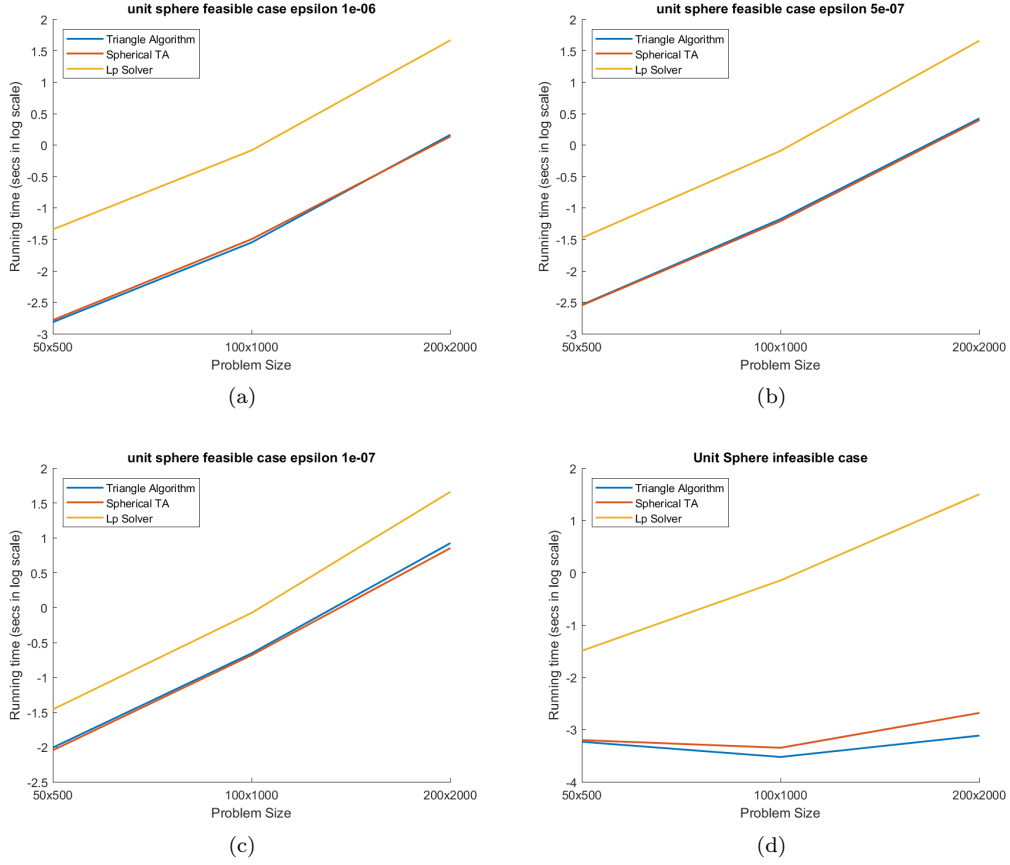 unit sphere feasible case epsilon 1e-06
Triangle Algorithm
Spherical TA
Lp Solver
Running time (secs in log scale)
2
1.5
1
0.5
0
-0.5
-1
-1.5
-2
-2.5
-3
50x500
100x1000
200x2000
Problem Size
(a)
unit sphere feasible case epsilon 5e-07
Triangle Algorithm
Spherical TA
Lp Solver
Running time (secs in log scale)
2
1.5
1
0.5
0
-0.5
-1
-1.5
-2
-2.5
-3
50x500
100x1000
200x2000
Problem Size
(b)
unit sphere feasible case epsilon 1e-07
Triangle Algorithm
Spherical TA
Lp Solver
Running time (secs in log scale)
2
1.5
1
0.5
0
-0.5
-1
-1.5
-2
-2.5
50x500
100x1000
200x2000
Problem Size
(c)
Unit Sphere infeasible case
Triangle Algorithm
Spherical TA
Lp Solver
Running time (secs in log scale)
2
1
0
-1
-2
-3
-4
50x500
100x1000
200x2000
Problem Size
(d)